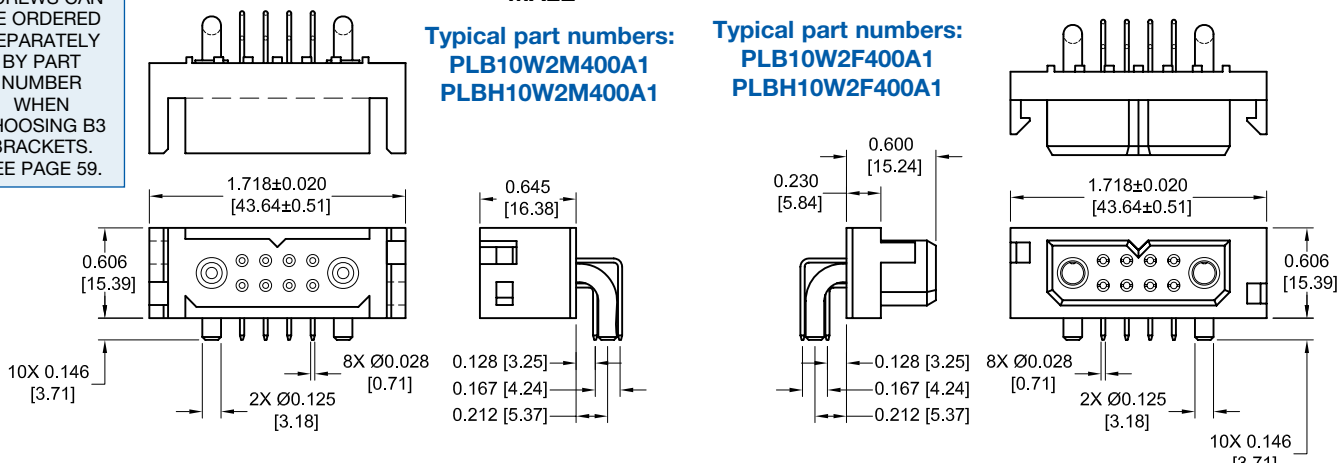 CAN
ORDERED
BY PART
NUMBER
WHEN
B3
PAGE 59.
Typical part numbers:
PLB10W2M400A1
PLBH10W2M400A1
Typical part numbers:
PLB10W2F400A1
PLBH10W2F400A1
1.718±0.020
[43.64±0.51]
0.606
[15.39]
10X 0.146
[3.71]
2X Ø0.125
[3.18]
8X Ø0.028
[0.71]
0.645
[16.38]
0.128 [3.25]
0.167 [4.24]
0.212 [5.37]
0.600
[15.24]
0.230
[5.84]
0.128 [3.25]
0.167 [4.24]
0.212 [5.37]
1.718±0.020
[43.64±0.51]
0.606
[15.39]
8X Ø0.028
[0.71]
2X Ø0.125
[3.18]
10X 0.146
[3.71]